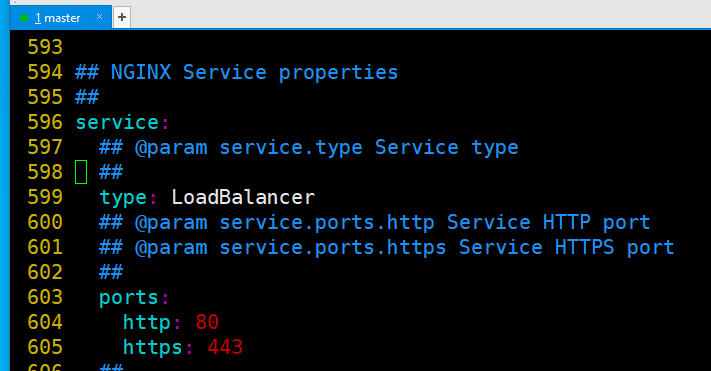 1 master × +
593
594 ## NGINX Service properties
595 ##
596 service:
597   ## @param service.type Service type
598   ##
599   type: LoadBalancer
600   ## @param service.ports.http Service HTTP port
601   ## @param service.ports.https Service HTTPS port
602   ##
603   ports:
604     http: 80
605     https: 443
606   ##